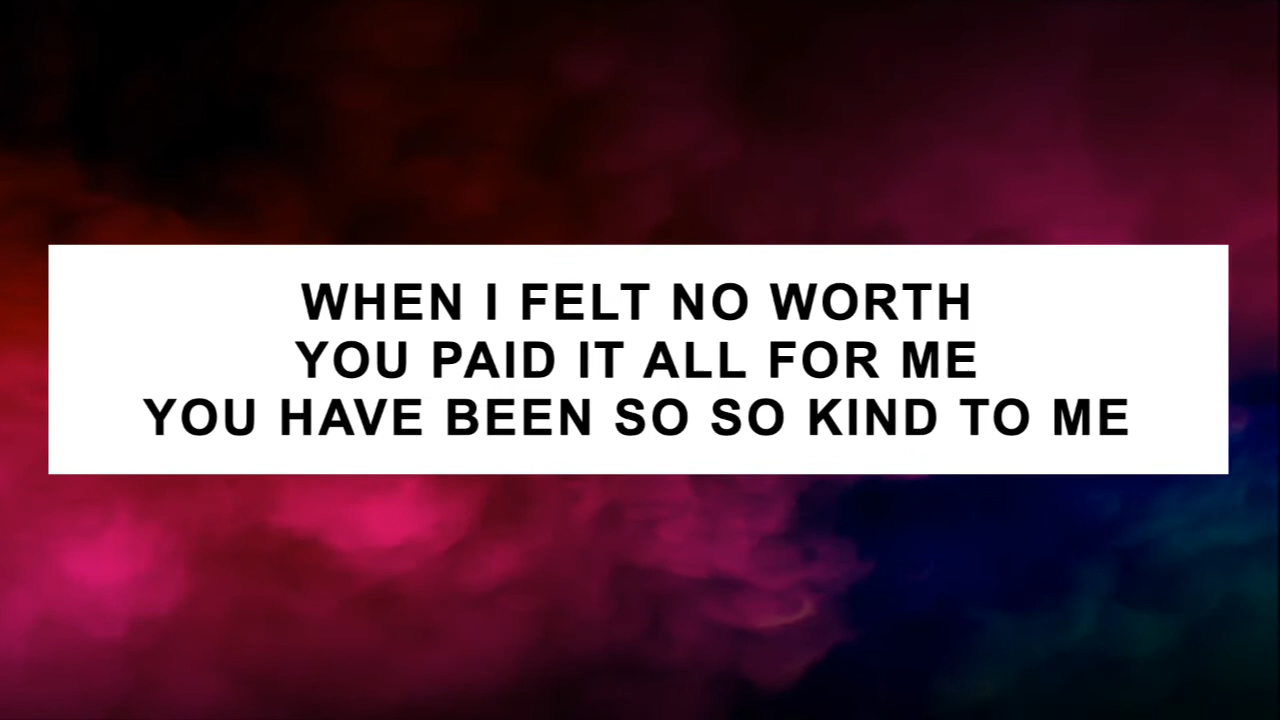 WHEN I FELT NO WORTH
YOU PAID IT ALL FOR ME
YOU HAVE BEEN SO SO KIND TO ME